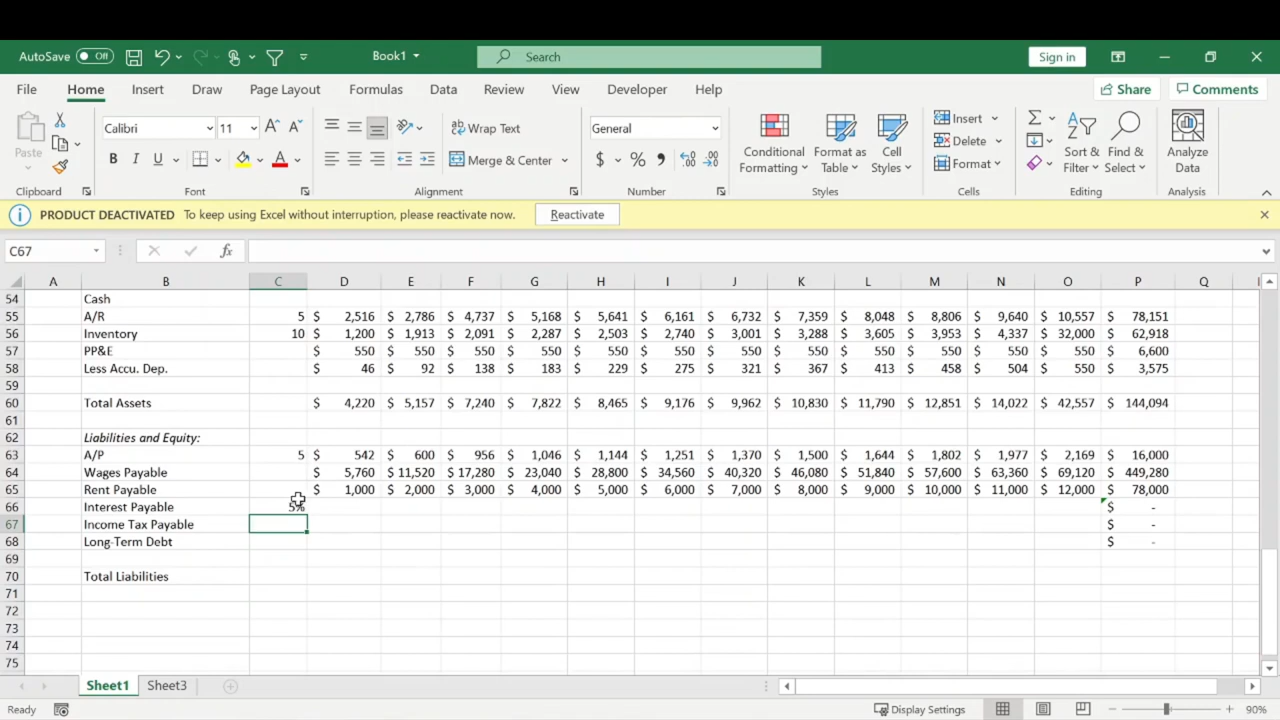 AutoSave Off Book1 Search Sign in
File Home Insert Draw Page Layout Formulas Data Review View Developer Help Share Comments
Paste Calibri 11 A A B I U A Wrap Text Merge & Center General $ % 9 Conditional Formatting Format as Table Cell Styles Insert Delete Format Sort & Filter Find & Select Analyze Data
Clipboard Font Alignment Number Styles Cells Editing Analysis
PRODUCT DEACTIVATED To keep using Excel without interruption, please reactivate now. Reactivate
C67 fx
A B C D E F G H I J K L M N O P Q
54 Cash
55 A/R 5 $ 2,516 $ 2,786 $ 4,737 $ 5,168 $ 5,641 $ 6,161 $ 6,732 $ 7,359 $ 8,048 $ 8,806 $ 9,640 $ 10,557 $ 78,151
56 Inventory 10 $ 1,200 $ 1,913 $ 2,091 $ 2,287 $ 2,503 $ 2,740 $ 3,001 $ 3,288 $ 3,605 $ 3,953 $ 4,337 $ 32,000 $ 62,918
57 PP&E $ 550 $ 550 $ 550 $ 550 $ 550 $ 550 $ 550 $ 550 $ 550 $ 550 $ 550 $ 550 $ 6,600
58 Less Accu. Dep. $ 46 $ 92 $ 138 $ 183 $ 229 $ 275 $ 321 $ 367 $ 413 $ 458 $ 504 $ 550 $ 3,575
59
60 Total Assets $ 4,220 $ 5,157 $ 7,240 $ 7,822 $ 8,465 $ 9,176 $ 9,962 $ 10,830 $ 11,790 $ 12,851 $ 14,022 $ 42,557 $ 144,094
61
62 Liabilities and Equity:
63 A/P 5 $ 542 $ 600 $ 956 $ 1,046 $ 1,144 $ 1,251 $ 1,370 $ 1,500 $ 1,644 $ 1,802 $ 1,977 $ 2,169 $ 16,000
64 Wages Payable $ 5,760 $ 11,520 $ 17,280 $ 23,040 $ 28,800 $ 34,560 $ 40,320 $ 46,080 $ 51,840 $ 57,600 $ 63,360 $ 69,120 $ 449,280
65 Rent Payable $ 1,000 $ 2,000 $ 3,000 $ 4,000 $ 5,000 $ 6,000 $ 7,000 $ 8,000 $ 9,000 $ 10,000 $ 11,000 $ 12,000 $ 78,000
66 Interest Payable 5% $ -
67 Income Tax Payable $ -
68 Long-Term Debt $ -
69
70 Total Liabilities
71
72
73
74
75
Sheet1 Sheet3
Ready Display Settings 90%